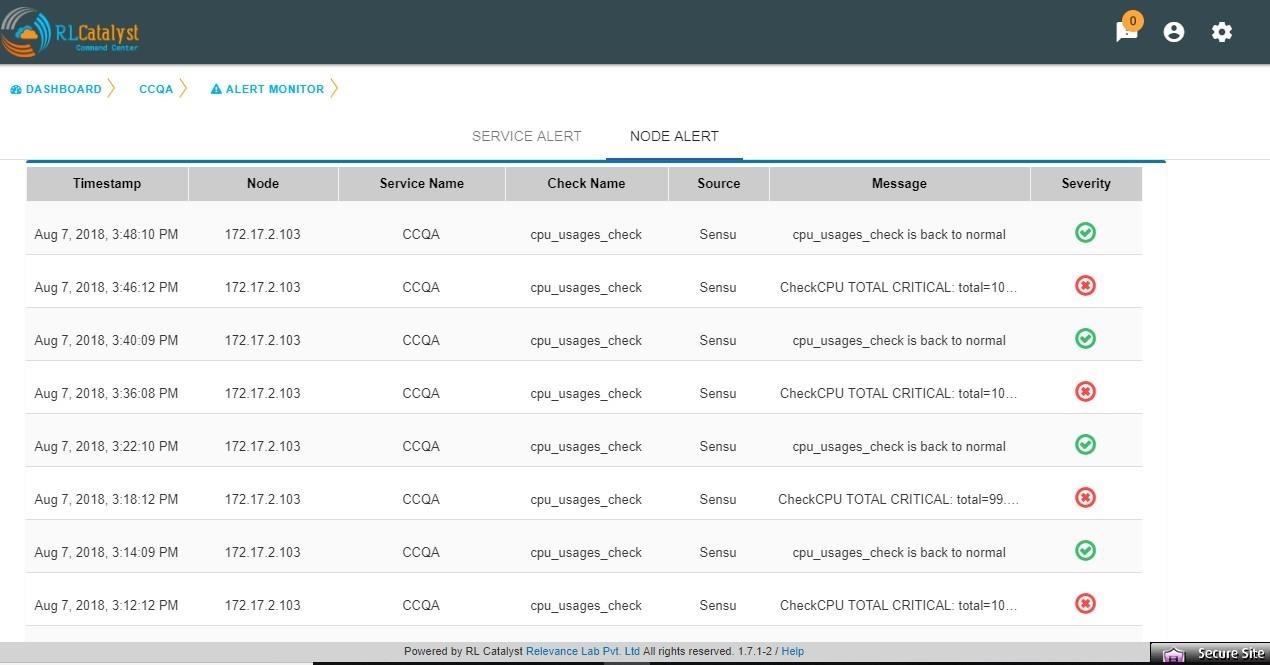 RLCatalyst
Command Center
0
DASHBOARD CCQA ALERT MONITOR
SERVICE ALERT NODE ALERT
Timestamp Node Service Name Check Name Source Message Severity
Aug 7, 2018, 3:48:10 PM 172.17.2.103 CCQA cpu_usages_check Sensu cpu_usages_check is back to normal
Aug 7, 2018, 3:46:12 PM 172.17.2.103 CCQA cpu_usages_check Sensu CheckCPU TOTAL CRITICAL: total=10…
Aug 7, 2018, 3:40:09 PM 172.17.2.103 CCQA cpu_usages_check Sensu cpu_usages_check is back to normal
Aug 7, 2018, 3:36:08 PM 172.17.2.103 CCQA cpu_usages_check Sensu CheckCPU TOTAL CRITICAL: total=10…
Aug 7, 2018, 3:22:10 PM 172.17.2.103 CCQA cpu_usages_check Sensu cpu_usages_check is back to normal
Aug 7, 2018, 3:18:12 PM 172.17.2.103 CCQA cpu_usages_check Sensu CheckCPU TOTAL CRITICAL: total=99.…
Aug 7, 2018, 3:14:09 PM 172.17.2.103 CCQA cpu_usages_check Sensu cpu_usages_check is back to normal
Aug 7, 2018, 3:12:12 PM 172.17.2.103 CCQA cpu_usages_check Sensu CheckCPU TOTAL CRITICAL: total=10…
Powered by RL Catalyst Relevance Lab Pvt. Ltd All rights reserved. 1.7.1-2 / Help
Secure Site